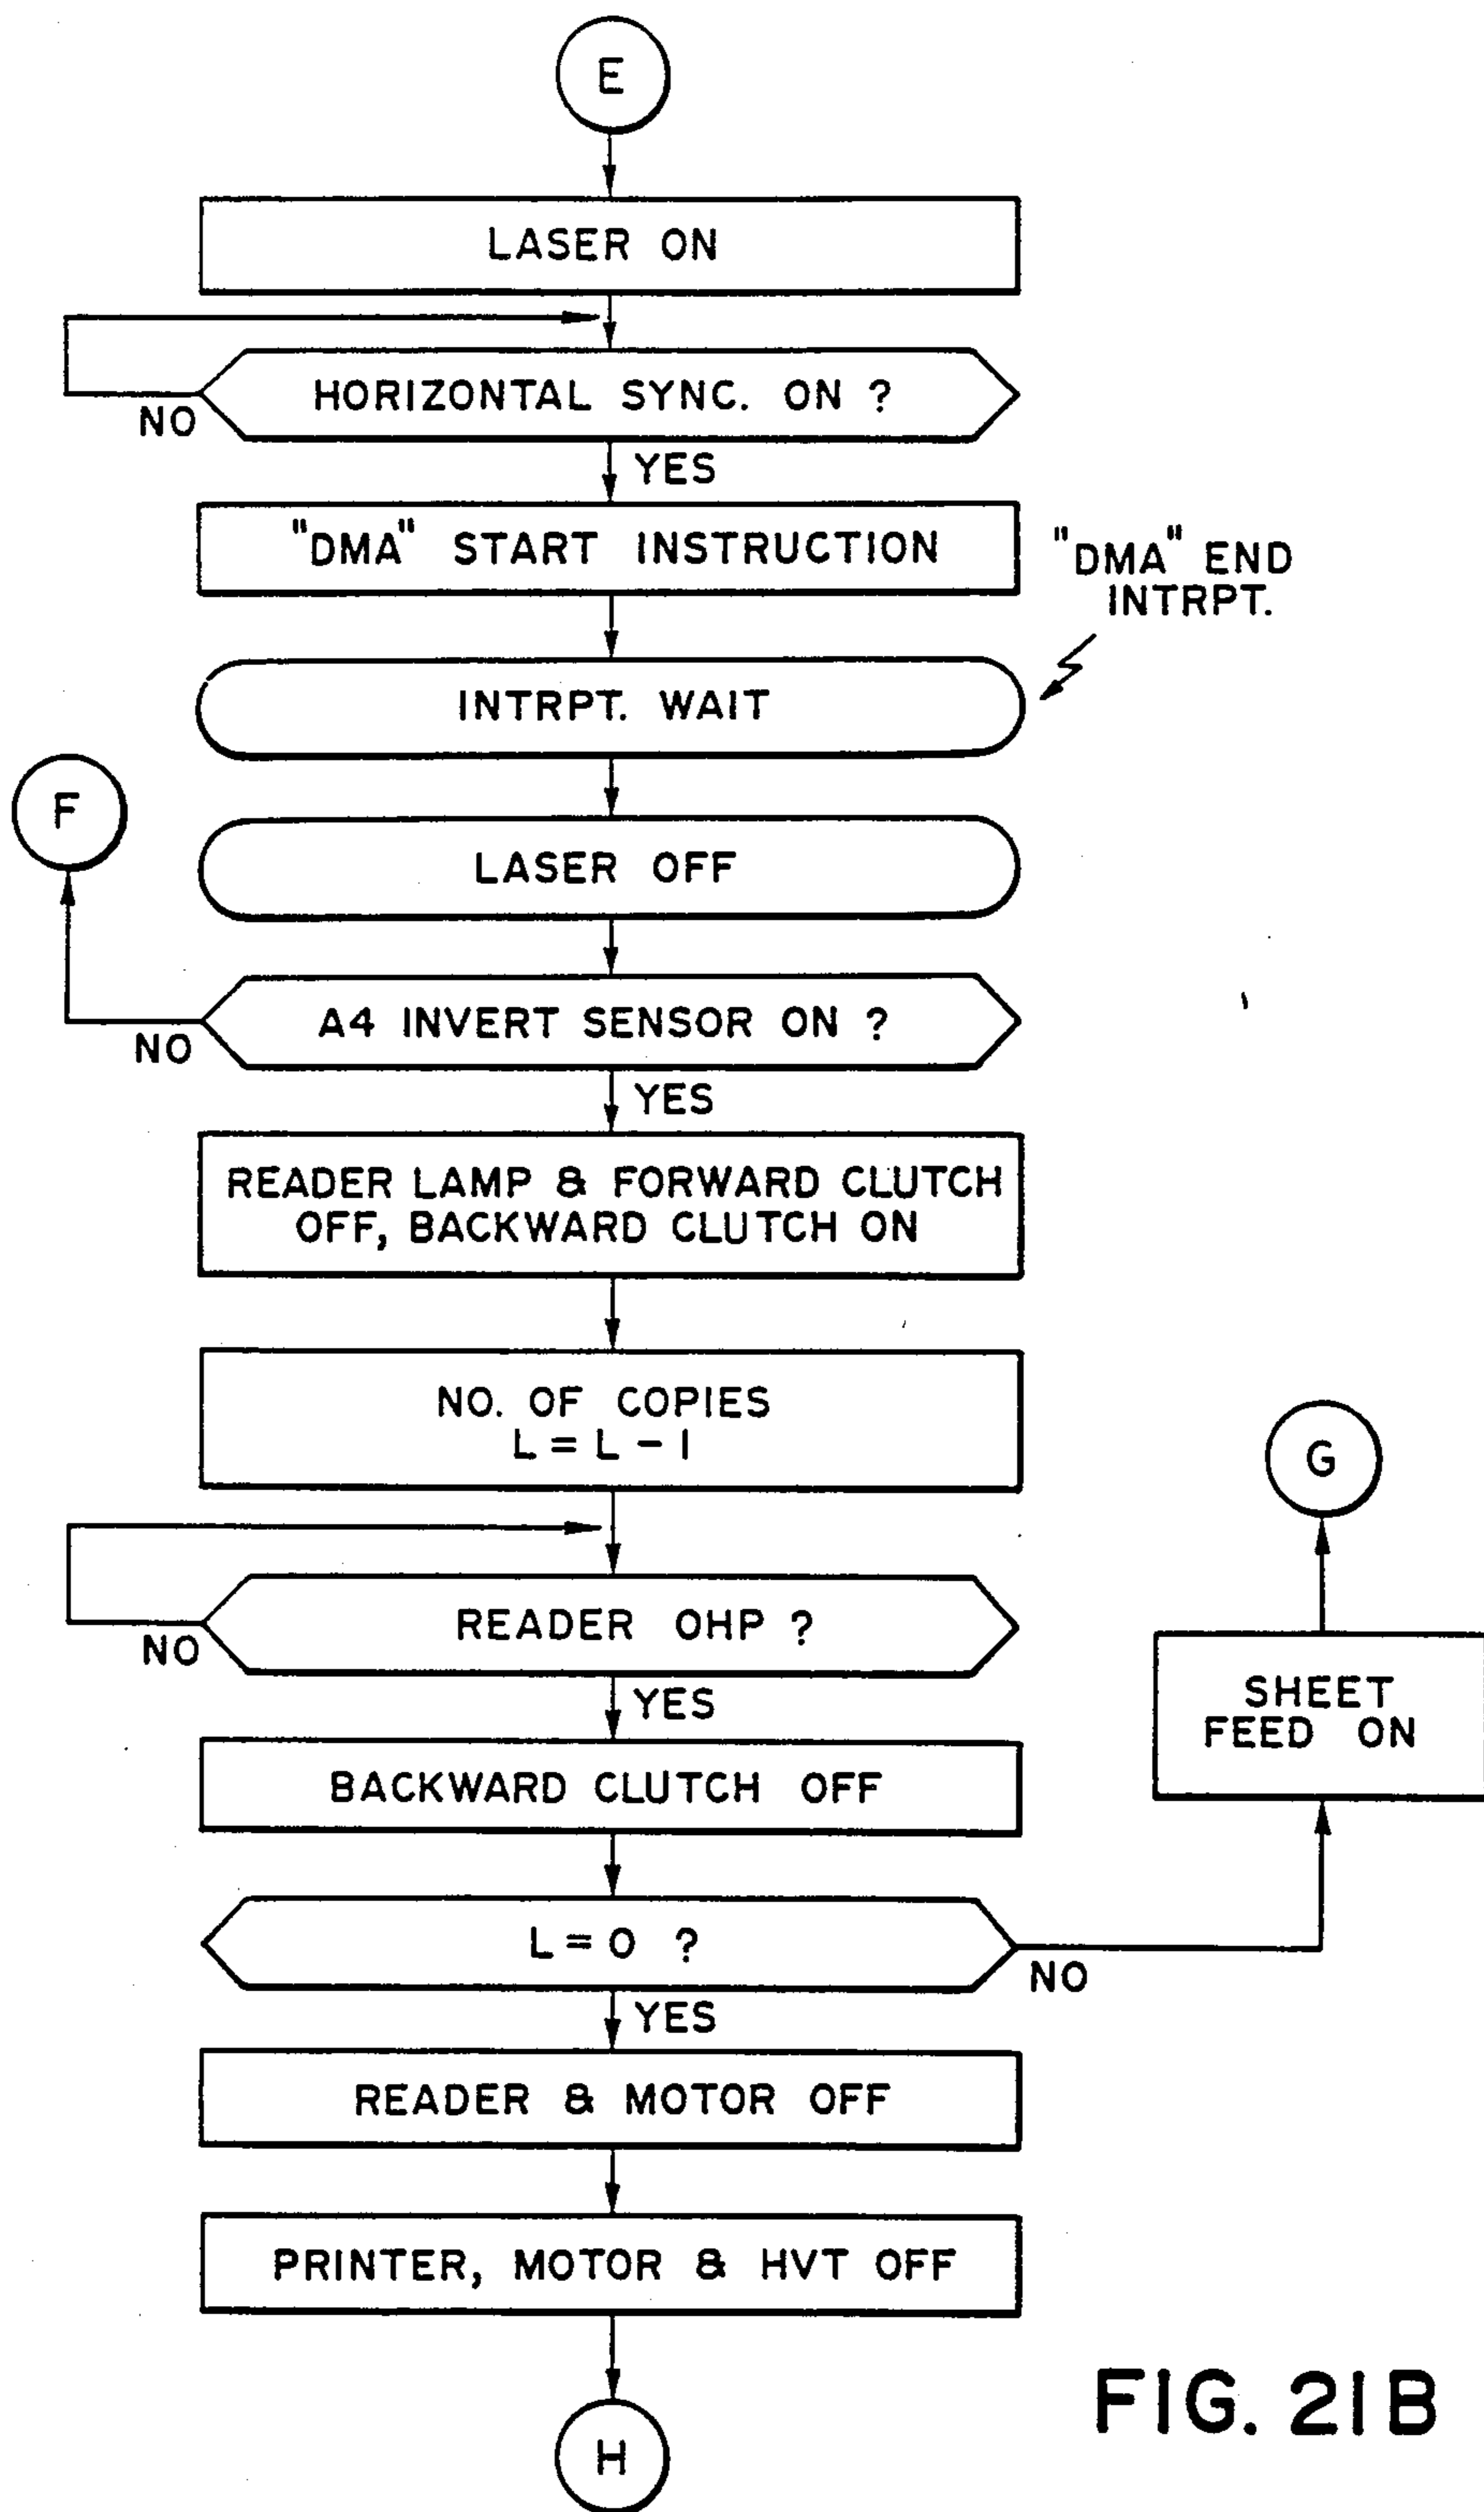 E
LASER ON
HORIZONTAL SYNC. ON ?
NO
YES
"DMA" START INSTRUCTION
"DMA" END
INTRPT.
INTRPT. WAIT
F
LASER OFF
A4 INVERT SENSOR ON ?
NO
YES
READER LAMP & FORWARD CLUTCH
OFF, BACKWARD CLUTCH ON
NO. OF COPIES
L = L - 1
G
READER OHP ?
NO
YES
SHEET
FEED ON
BACKWARD CLUTCH OFF
L = 0 ?
NO
YES
READER & MOTOR OFF
PRINTER, MOTOR & HVT OFF
H
FIG. 21B